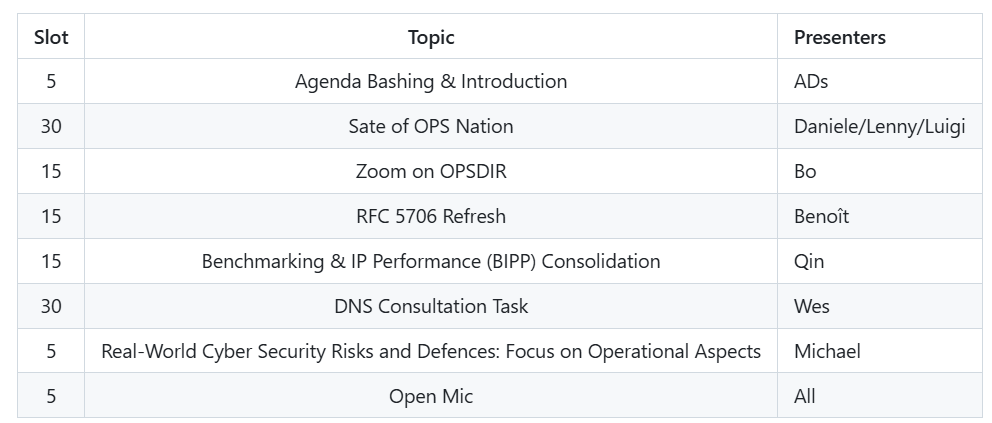 Slot Topic Presenters
5 Agenda Bashing & Introduction ADs
30 Sate of OPS Nation Daniele/Lenny/Luigi
15 Zoom on OPSDIR Bo
15 RFC 5706 Refresh Benoît
15 Benchmarking & IP Performance (BIPP) Consolidation Qin
30 DNS Consultation Task Wes
5 Real-World Cyber Security Risks and Defences: Focus on Operational Aspects Michael
5 Open Mic All